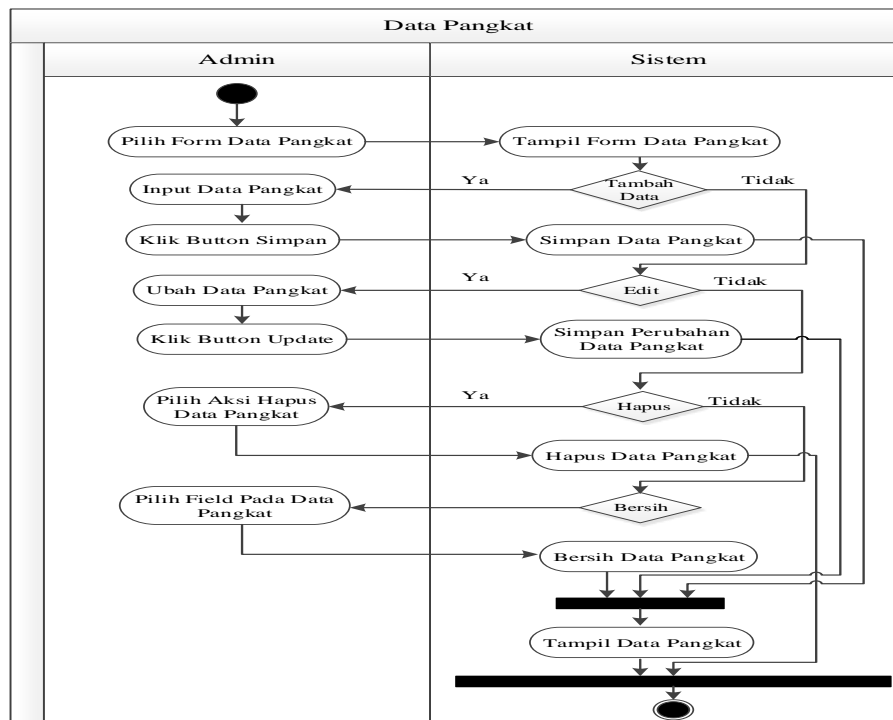 Data Pangkat
Admin
Sistem
Pilih Form Data Pangkat
Tampil Form Data Pangkat
Ya
Tambah
Data
Tidak
Input Data Pangkat
Klik Button Simpan
Simpan Data Pangkat
Ya
Edit
Tidak
Ubah Data Pangkat
Klik Button Update
Simpan Perubahan
Data Pangkat
Ya
Hapus
Tidak
Pilih Aksi Hapus
Data Pangkat
Hapus Data Pangkat
Pilih Field Pada Data
Pangkat
Bersih
Bersih Data Pangkat
Tampil Data Pangkat